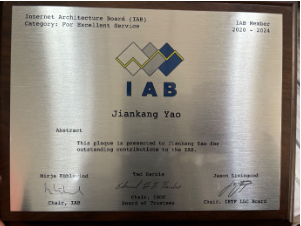 Internet Architecture Board (IAB)
Category: For Excellent Service
IAB Member
2020 - 2024
IAB
Jiankang Yao
Abstract
This plaque is presented to Jiankang Yao for
outstanding contributions to the IAB.
Mirja Kühlewind
Chair, IAB
Ted Hardie
Chair, ISOC
Board of Trustees
Jason Livingood
Chair, IETF LLC Board